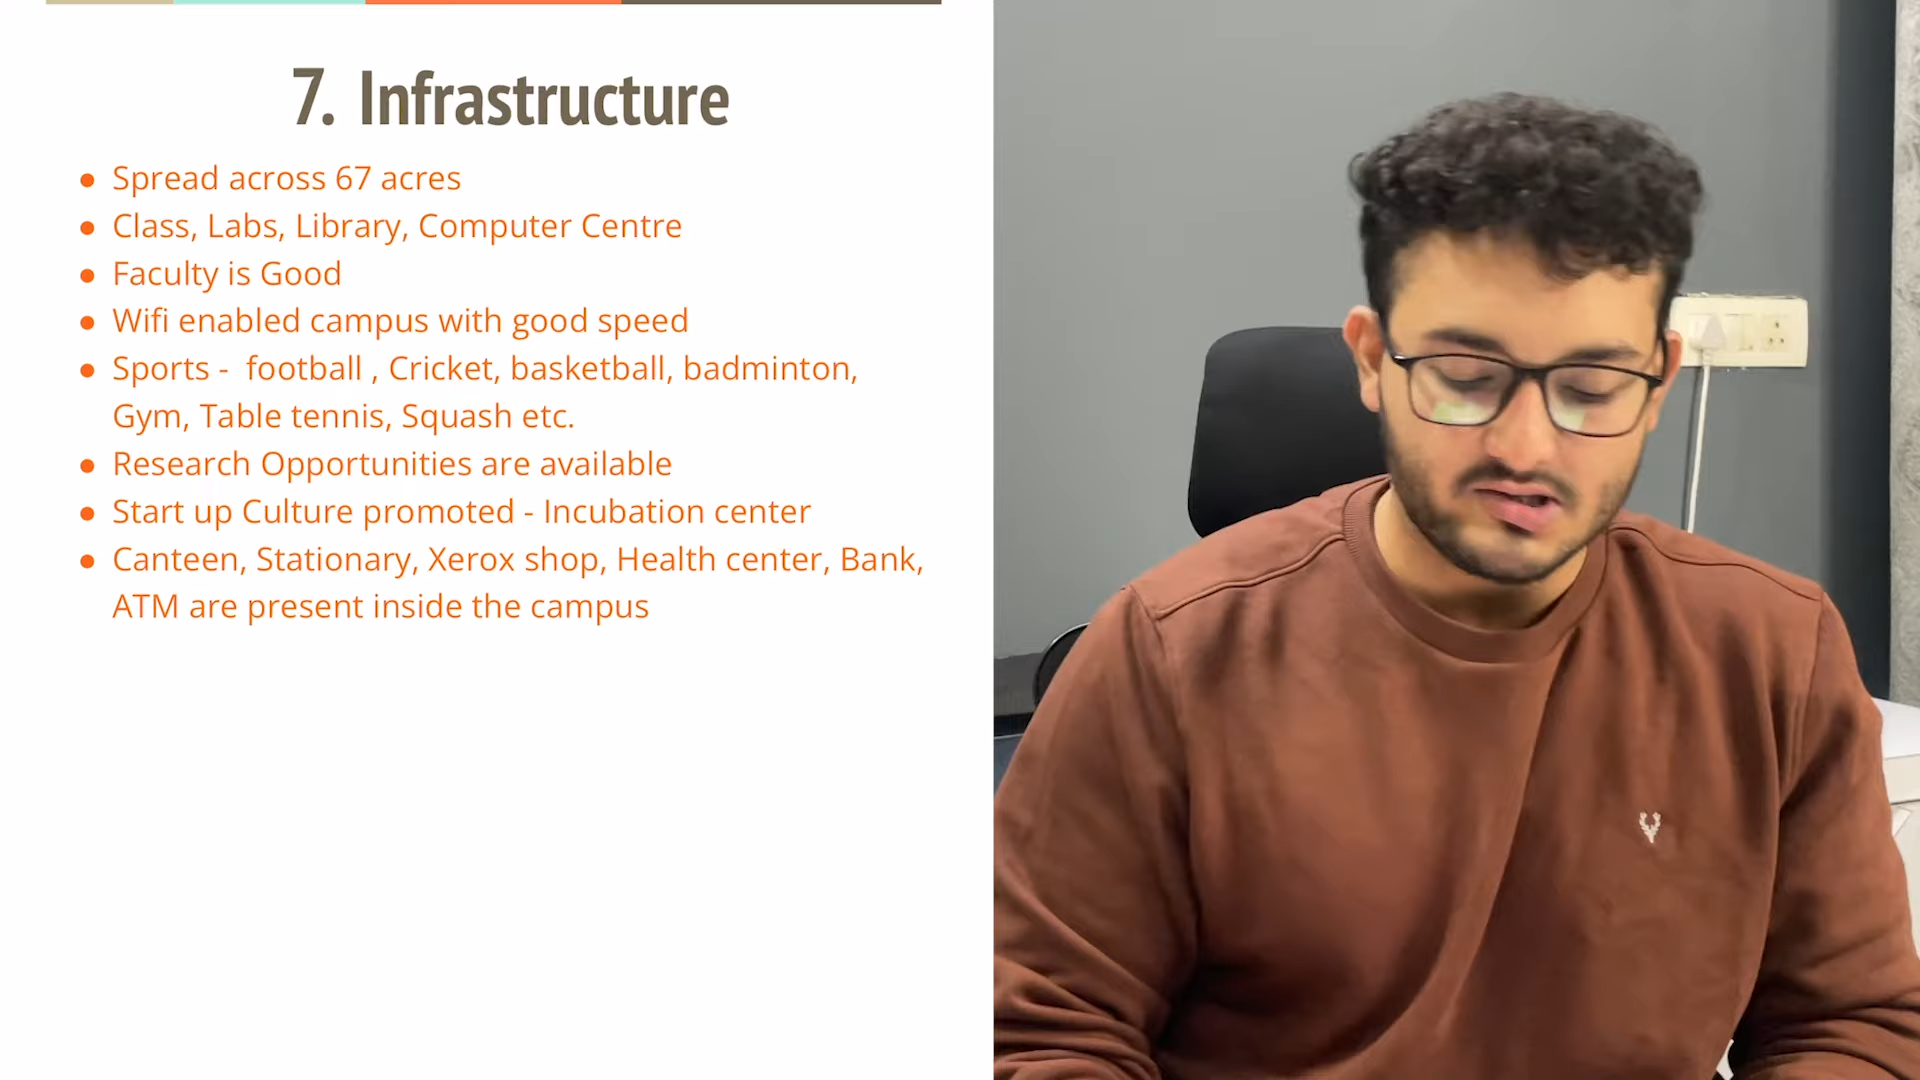 7. Infrastructure
● Spread across 67 acres
● Class, Labs, Library, Computer Centre
● Faculty is Good
● Wifi enabled campus with good speed
● Sports -  football , Cricket, basketball, badminton,
Gym, Table tennis, Squash etc.
● Research Opportunities are available
● Start up Culture promoted - Incubation center
● Canteen, Stationary, Xerox shop, Health center, Bank,
ATM are present inside the campus